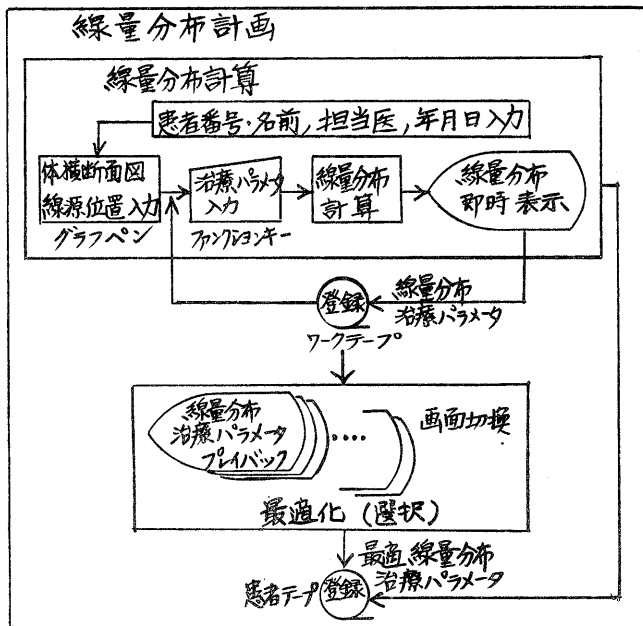 線量分布計画
線量分布計算
患者番号・名前,担当医,年月日入力
体横断面図
線源位置入力
グラフペン
治療パラメータ
入力
ファンクションキー
線量分布
計算
線量分布
即時表示
登録
ワークテープ
線量分布
治療パラメータ
線量分布
治療パラメータ
プレイバック
・・・・
画面切換
最適化(選択)
最適線量分布
治療パラメータ
患者テープ
登録